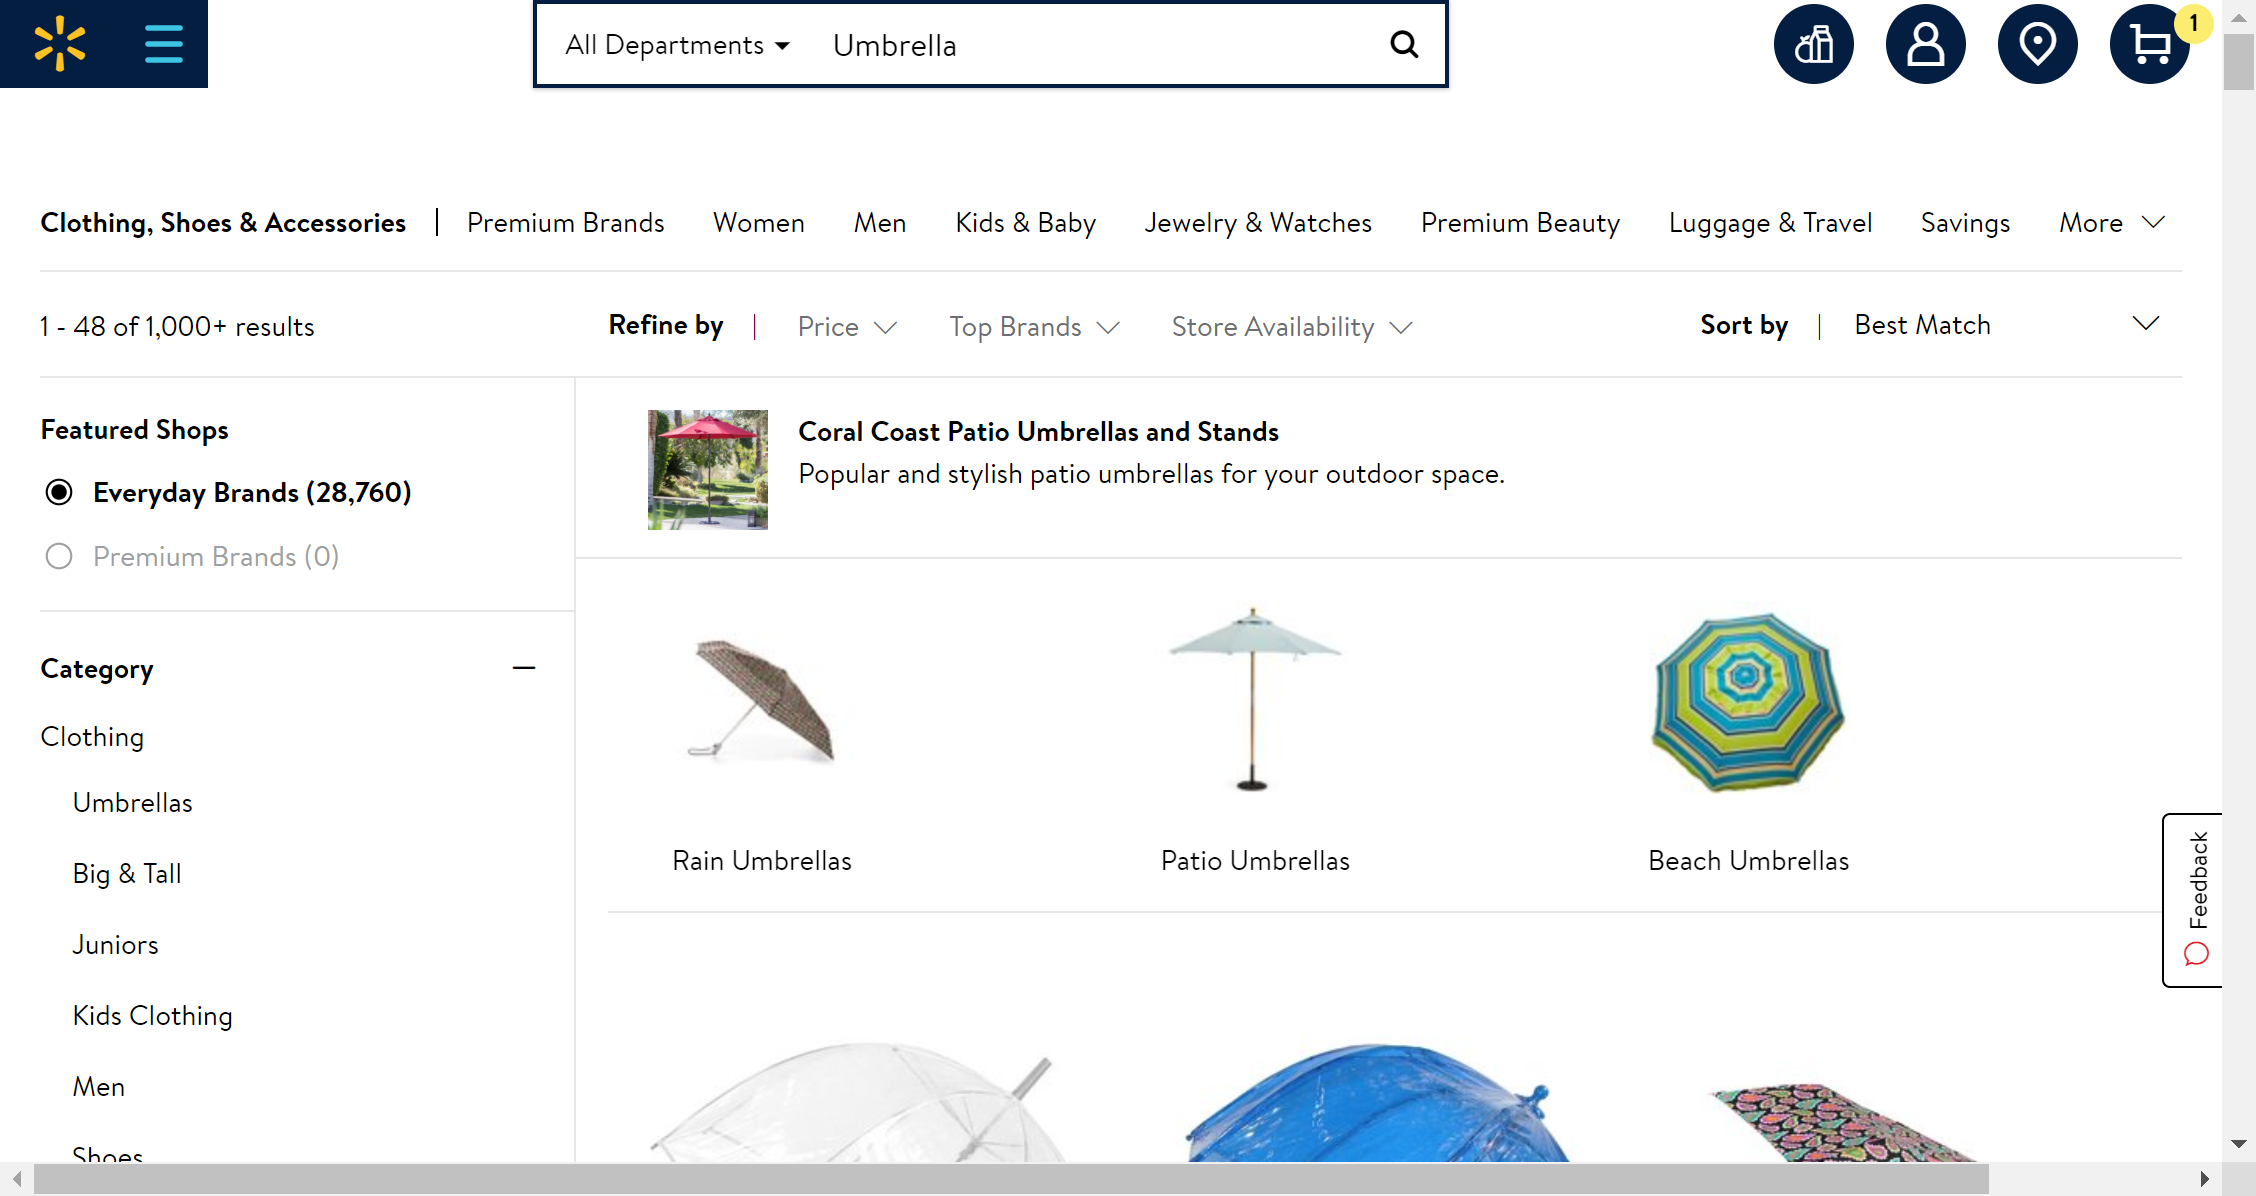 All Departments Umbrella
1
Clothing, Shoes & Accessories | Premium Brands Women Men Kids & Baby Jewelry & Watches Premium Beauty Luggage & Travel Savings More
1 - 48 of 1,000+ results Refine by | Price Top Brands Store Availability Sort by | Best Match
Featured Shops
Everyday Brands (28,760)
Premium Brands (0)
Category
Clothing
Umbrellas
Big & Tall
Juniors
Kids Clothing
Men
Shoes
Coral Coast Patio Umbrellas and Stands
Popular and stylish patio umbrellas for your outdoor space.
Rain Umbrellas Patio Umbrellas Beach Umbrellas
Feedback